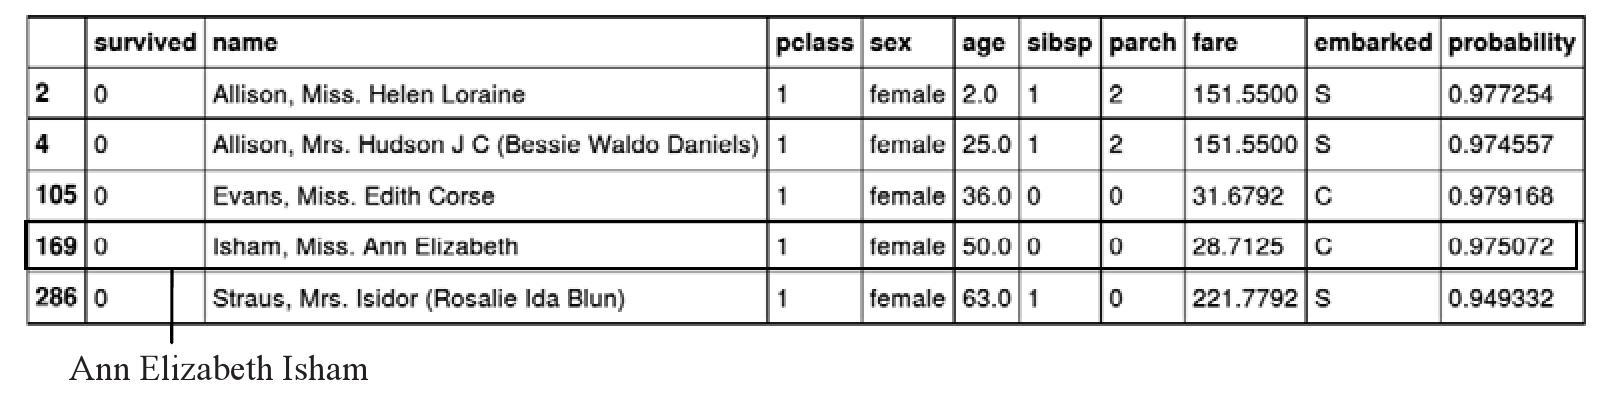 survived name pclass sex age sibsp parch fare embarked probability
2 0 Allison, Miss. Helen Loraine 1 female 2.0 1 2 151.5500 S 0.977254
4 0 Allison, Mrs. Hudson J C (Bessie Waldo Daniels) 1 female 25.0 1 2 151.5500 S 0.974557
105 0 Evans, Miss. Edith Corse 1 female 36.0 0 0 31.6792 C 0.979168
169 0 Isham, Miss. Ann Elizabeth 1 female 50.0 0 0 28.7125 C 0.975072
286 0 Straus, Mrs. Isidor (Rosalie Ida Blun) 1 female 63.0 1 0 221.7792 S 0.949332
Ann Elizabeth Isham